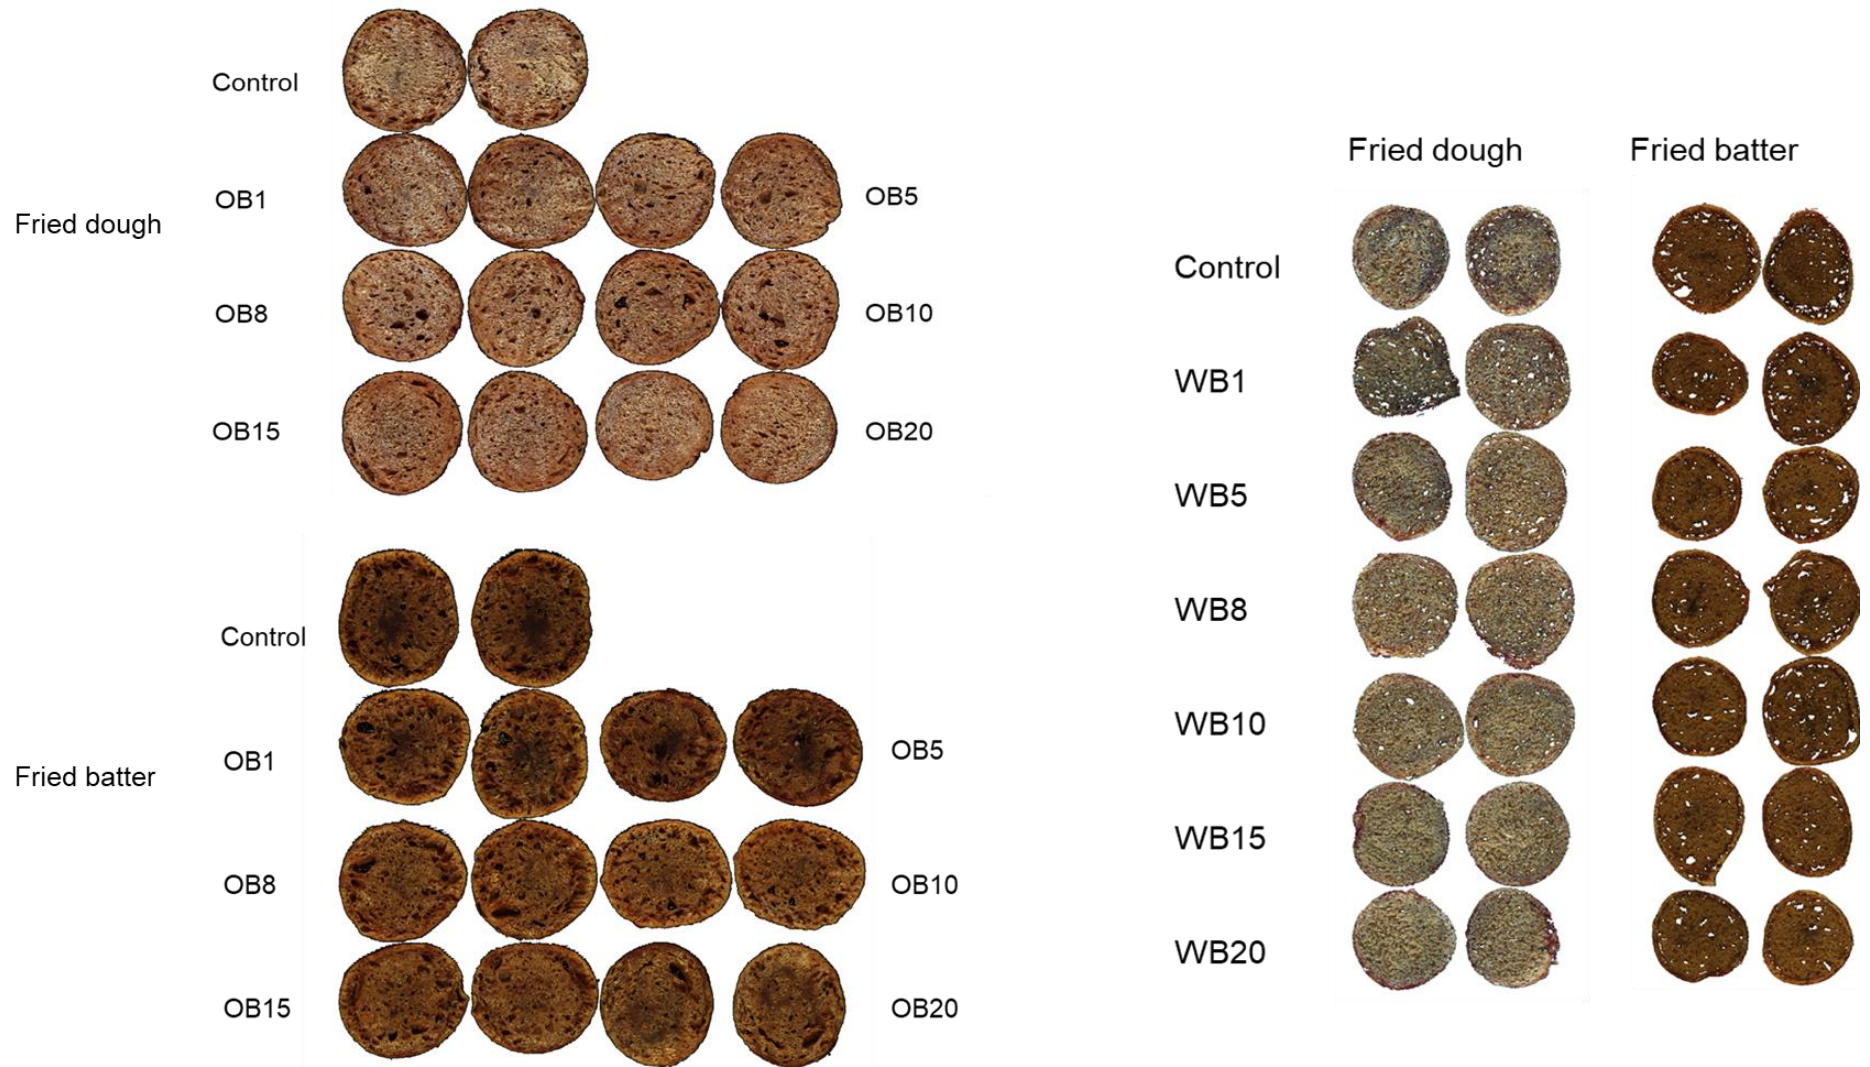 Fried dough
Control
OB1
OB5
OB8
OB10
OB15
OB20
Fried batter
Control
OB1
OB5
OB8
OB10
OB15
OB20
Fried dough Fried batter
Control
WB1
WB5
WB8
WB10
WB15
WB20